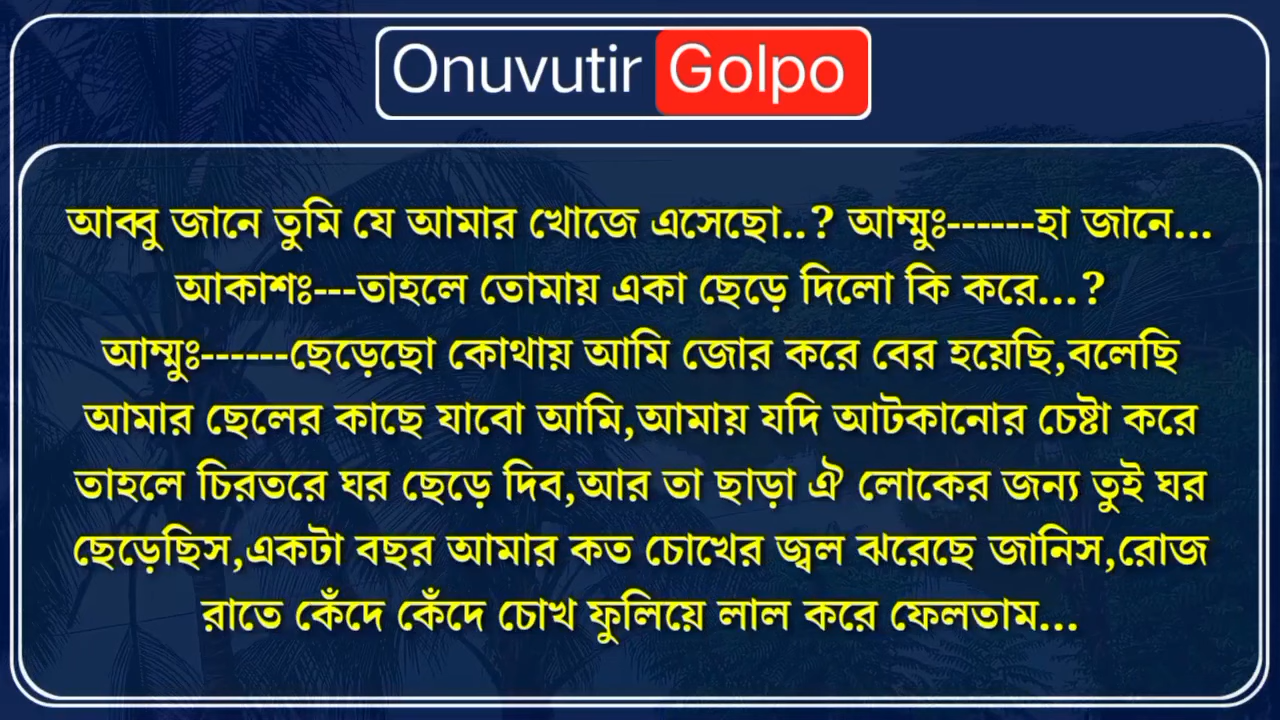 Onuvutir Golpo
আব্বু জানে তুমি যে আমার খোজে এসেছো..? আম্মুঃ------হা জানে...
আকাশঃ---তাহলে তোমায় একা ছেড়ে দিলো কি করে...?
আম্মুঃ------ছেড়েছো কোথায় আমি জোর করে বের হয়েছি,বলেছি
আমার ছেলের কাছে যাবো আমি,আমায় যদি আটকানোর চেষ্টা করে
তাহলে চিরতরে ঘর ছেড়ে দিব,আর তা ছাড়া ঐ লোকের জন্য তুই ঘর
ছেড়েছিস,একটা বছর আমার কত চোখের জ্বল ঝরেছে জানিস,রোজ
রাতে কেঁদে কেঁদে চোখ ফুলিয়ে লাল করে ফেলতাম...